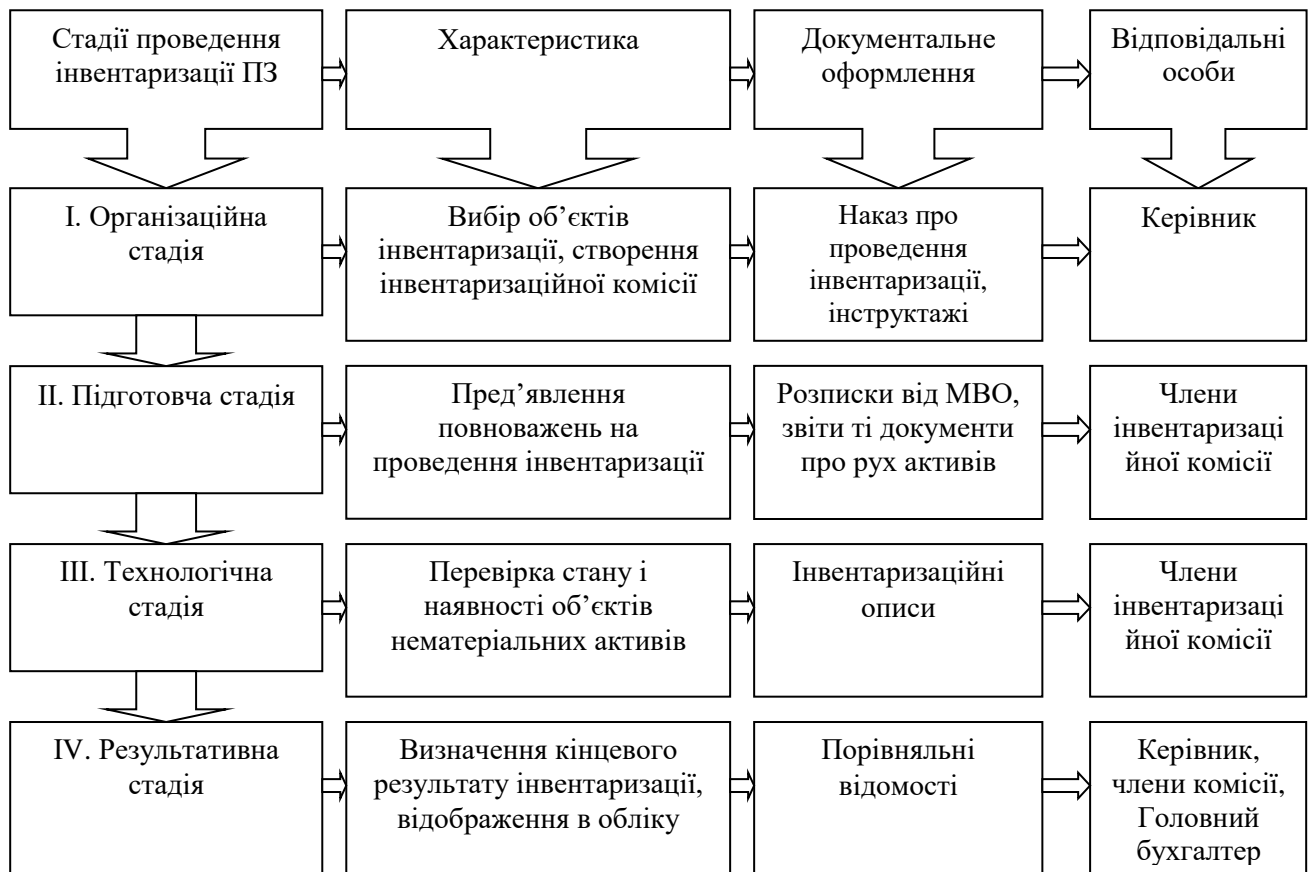 Стадії проведення
інвентаризації ПЗ
Характеристика
Документальне
оформлення
Відповідальні
особи
І. Організаційна
стадія
Вибір об’єктів
інвентаризації, створення
інвентаризаційної комісії
Наказ про
проведення
інвентаризації,
інструктажі
Керівник
ІІ. Підготовча стадія
Пред’явлення
повноважень на
проведення інвентаризації
Розписки від МВО,
звіти ті документи
про рух активів
Члени
інвентаризаці
йної комісії
ІІІ. Технологічна
стадія
Перевірка стану і
наявності об’єктів
нематеріальних активів
Інвентаризаційні
описи
Члени
інвентаризаці
йної комісії
IV. Результативна
стадія
Визначення кінцевого
результату інвентаризації,
відображення в обліку
Порівняльні
відомості
Керівник,
члени комісії,
Головний
бухгалтер